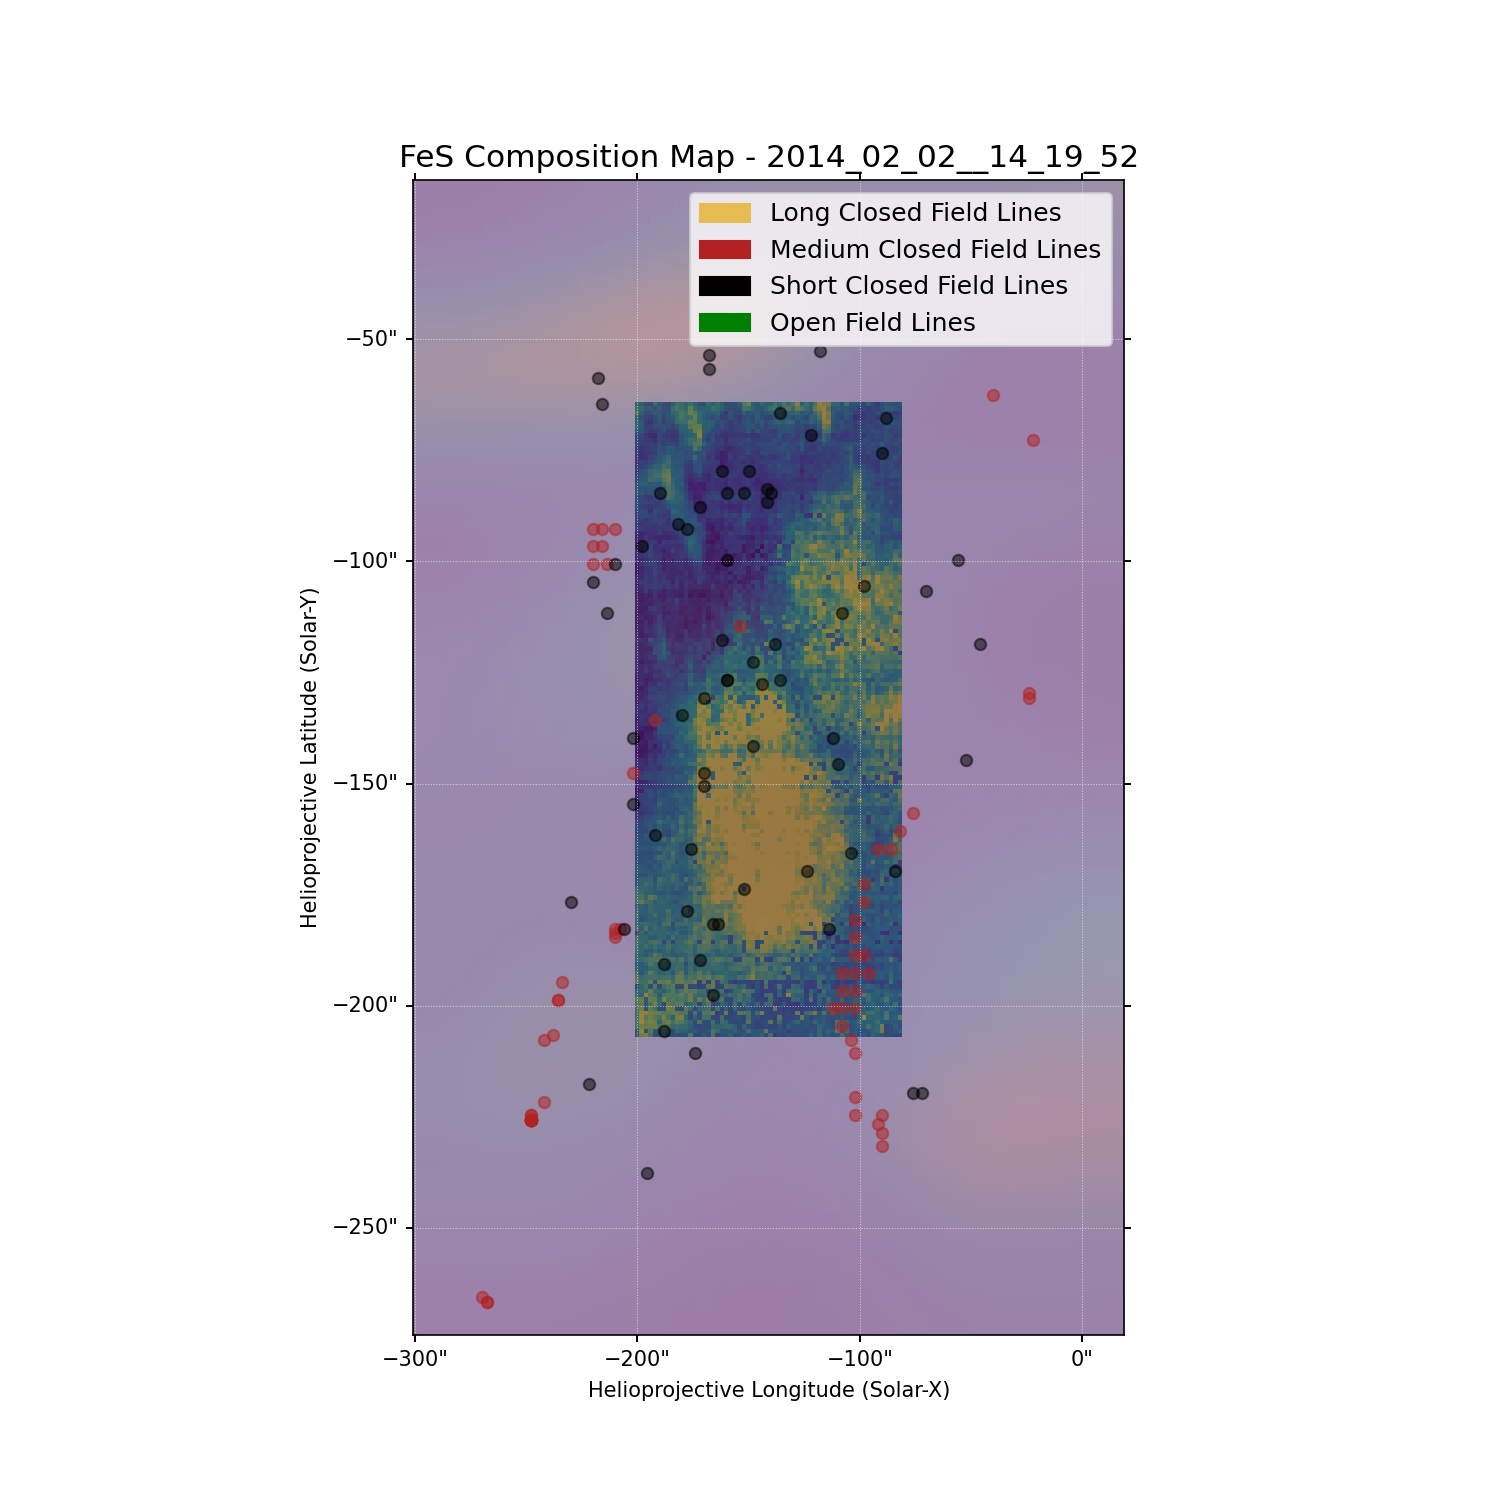 FeS Composition Map - 2014_02_02__14_19_52
Long Closed Field Lines
Medium Closed Field Lines
Short Closed Field Lines
Open Field Lines
−50"
−100"
−150"
−200"
−250"
Helioprojective Latitude (Solar-Y)
−300"
−200"
−100"
0"
Helioprojective Longitude (Solar-X)